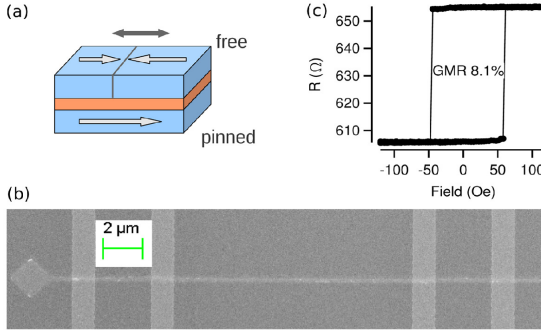 (a)
free
pinned
(c)
R (Ω)
650
640
630
620
610
GMR 8.1%
-100 -50 0 50 100
Field (Oe)
(b)
2 µm